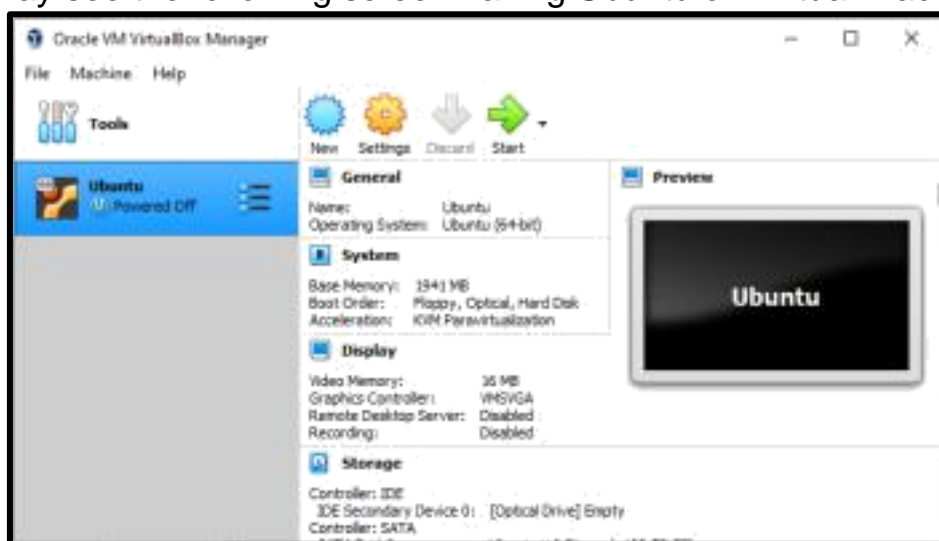 Oracle VM VirtualBox Manager
File Machine Help
Tools
New Settings Discard Start
Ubuntu
Powered Off
General
Name: Ubuntu
Operating System: Ubuntu (64-bit)
System
Base Memory: 1941 MB
Boot Order: Floppy, Optical, Hard Disk
Acceleration: KVM Paravirtualization
Display
Video Memory: 16 MB
Graphics Controller: VMSVGA
Remote Desktop Server: Disabled
Recording: Disabled
Storage
Controller: IDE
IDE Secondary Device 0: [Optical Drive] Empty
Controller: SATA
Preview
Ubuntu